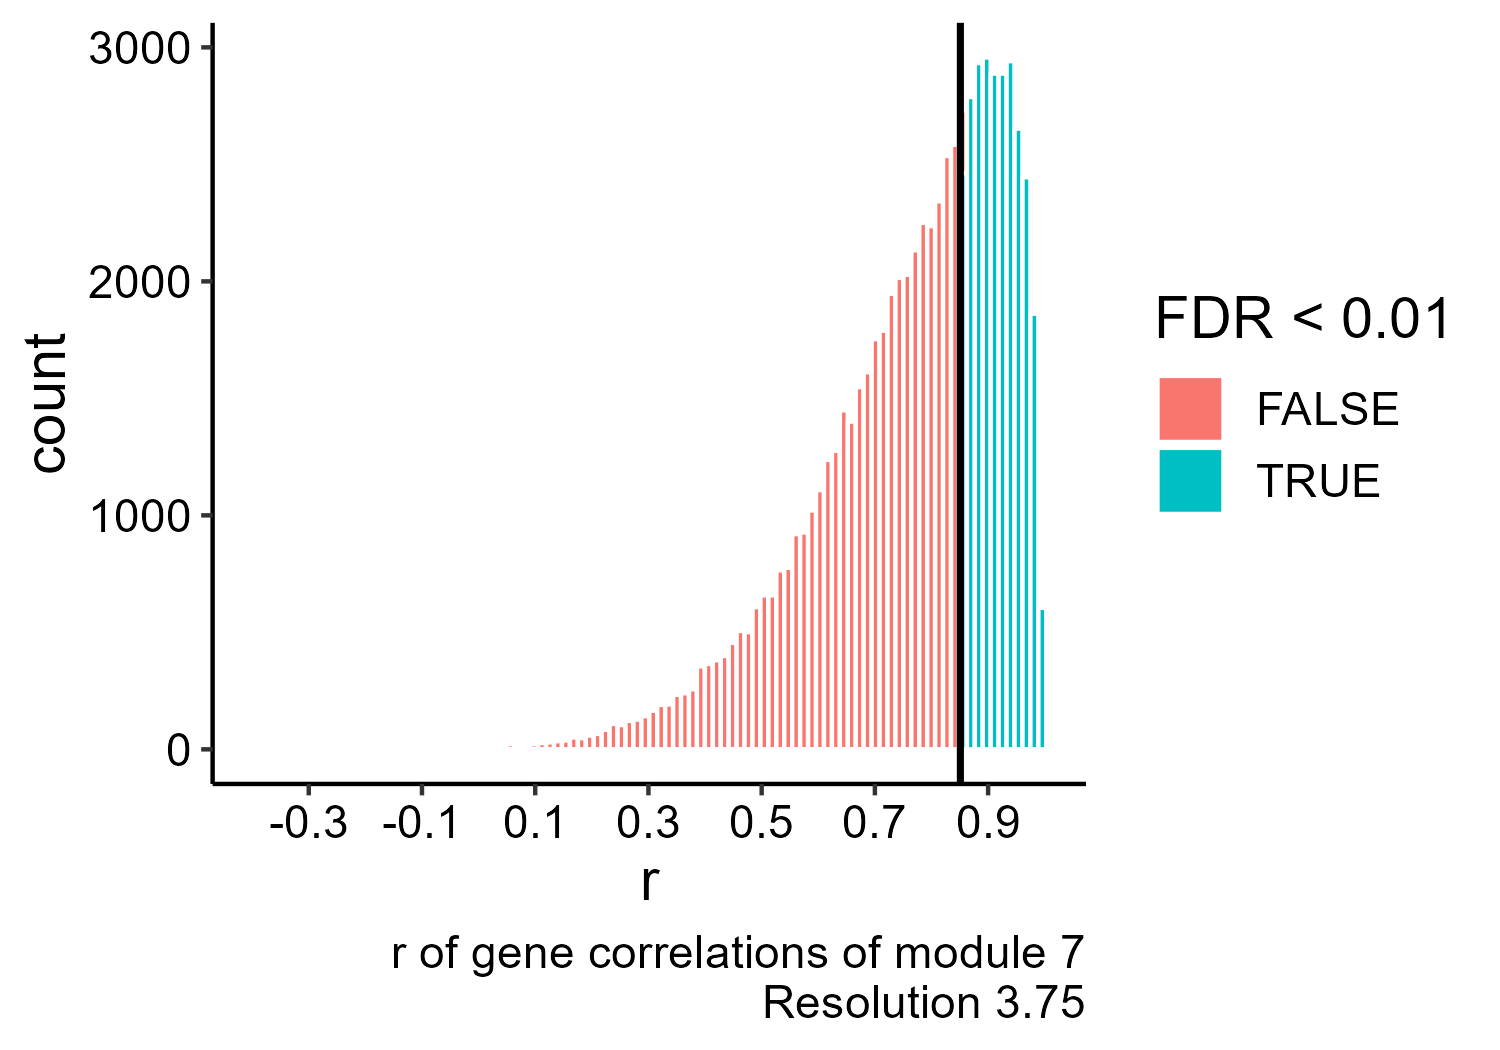 3000
2000
1000
0
count
-0.3 -0.1 0.1 0.3 0.5 0.7 0.9
r
r of gene correlations of module 7
Resolution 3.75
FDR < 0.01
FALSE
TRUE